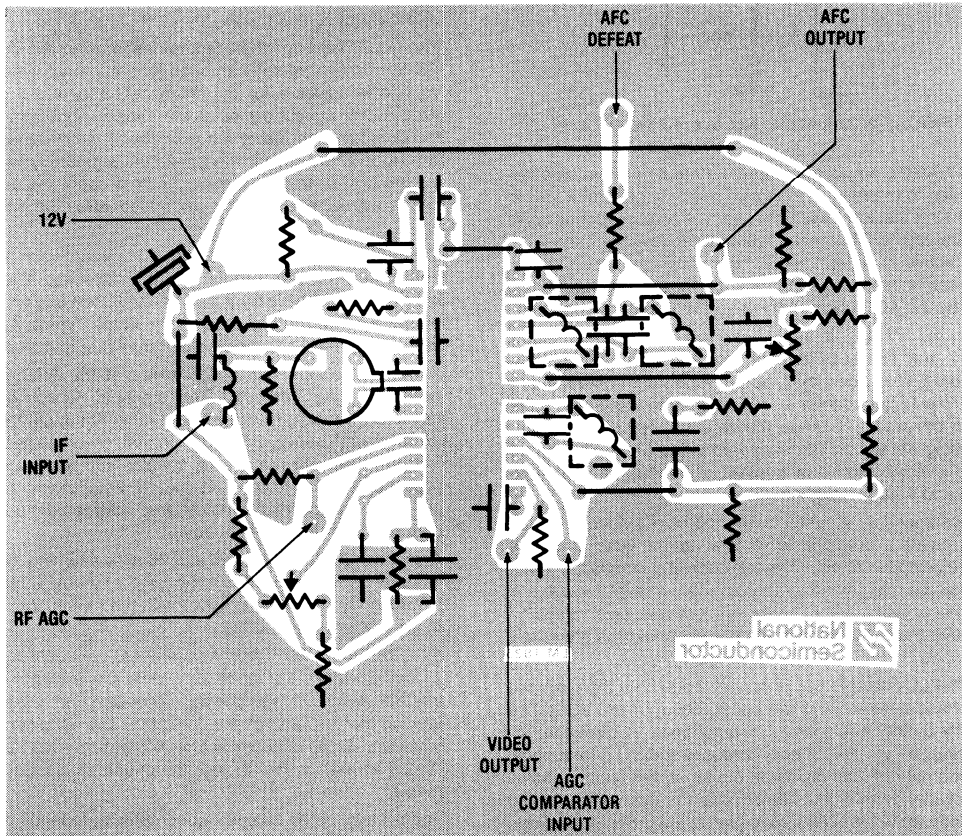 AFC
DEFEAT
AFC
OUTPUT
12V
IF
INPUT
RF AGC
National
Semiconductor
VIDEO
OUTPUT
AGC
COMPARATOR
INPUT